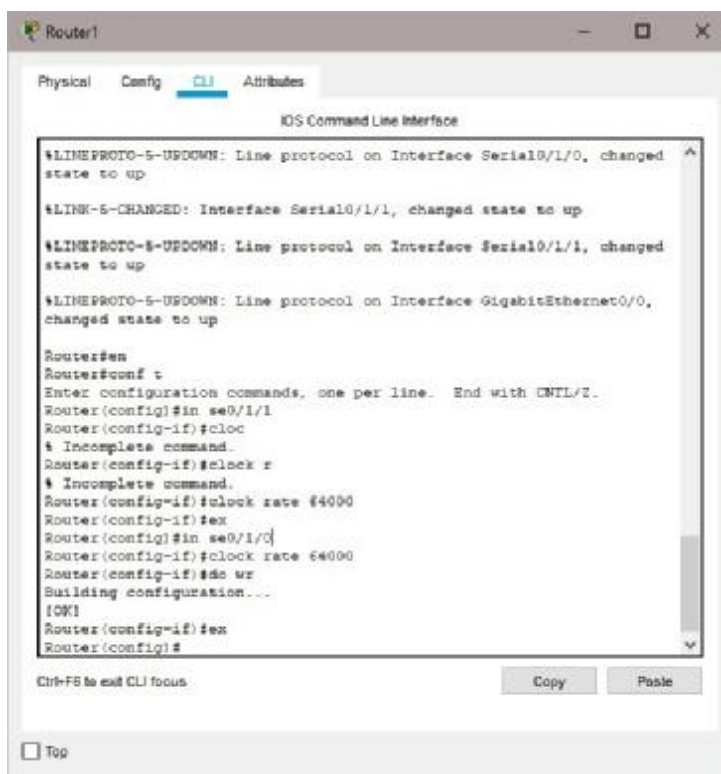 Router1
Physical Config CLI Attributes
IOS Command Line Interface
%LINEPROTO-5-UPDOWN: Line protocol on Interface Serial0/1/0, changed
state to up
%LINK-5-CHANGED: Interface Serial0/1/1, changed state to up
%LINEPROTO-5-UPDOWN: Line protocol on Interface Serial0/1/1, changed
state to up
%LINEPROTO-5-UPDOWN: Line protocol on Interface GigabitEthernet0/0,
changed state to up
Router#en
Router#conf t
Enter configuration commands, one per line. End with CNTL/Z.
Router(config)#in se0/1/1
Router(config-if)#cloc
% Incomplete command.
Router(config-if)#clock r
% Incomplete command.
Router(config-if)#clock rate 64000
Router(config-if)#ex
Router(config)#in se0/1/0
Router(config-if)#clock rate 64000
Router(config-if)#do wr
Building configuration...
[OK]
Router(config-if)#ex
Router(config)#
Ctrl+F6 to exit CLI focus
Copy Paste
Top